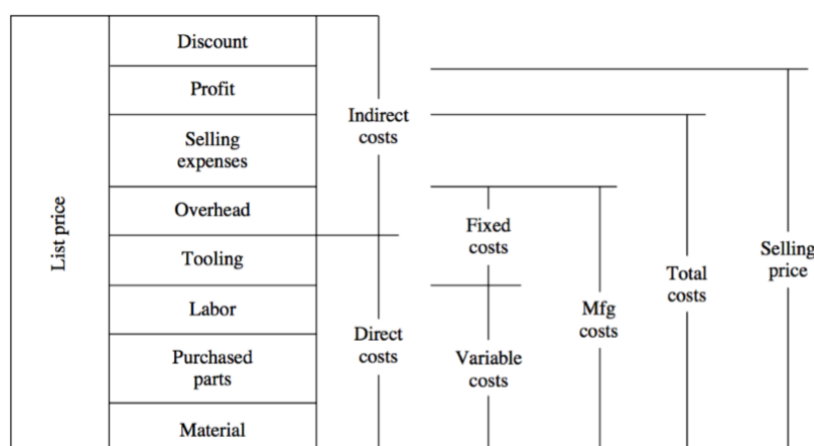 List price
Discount
Profit
Selling
expenses
Overhead
Tooling
Labor
Purchased
parts
Material
Indirect
costs
Direct
costs
Fixed
costs
Variable
costs
Mfg
costs
Total
costs
Selling
price